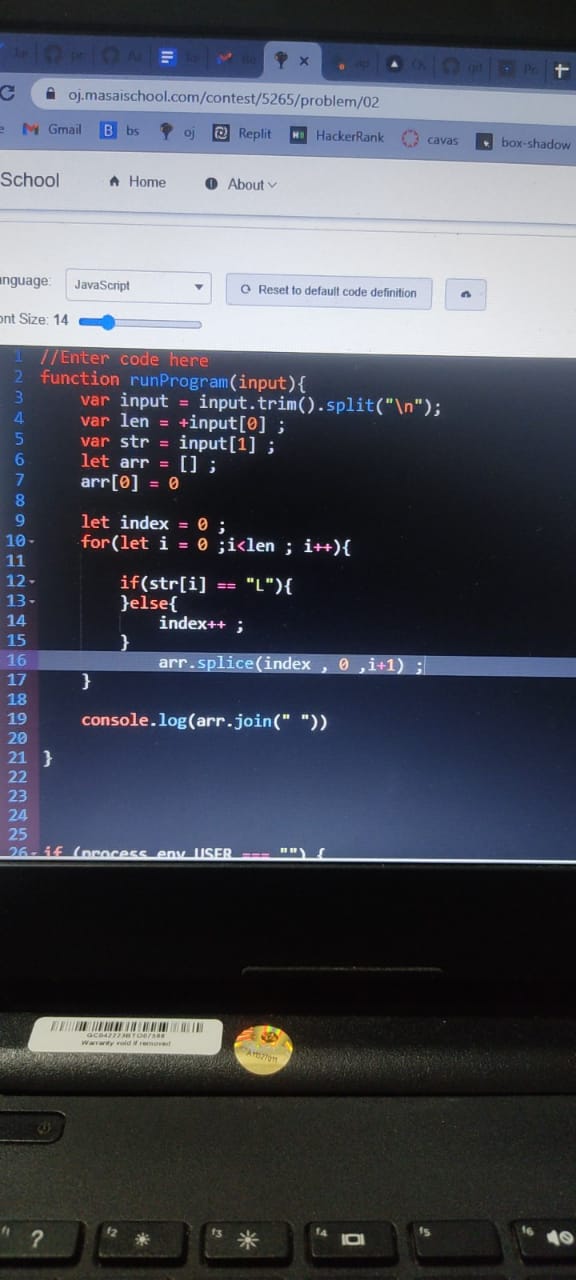 oj.masaischool.com/contest/5265/problem/02
Gmail bs oj Replit HackerRank cavas box-shadow
School Home About
Language: JavaScript Reset to default code definition
Font Size: 14
1 //Enter code here
2 function runProgram(input){
3 var input = input.trim().split("\n");
4 var len = +input[0] ;
5 var str = input[1] ;
6 let arr = [] ;
7 arr[0] = 0
8
9 let index = 0 ;
10 for(let i = 0 ;i<len ; i++){
11
12 if(str[i] == "L"){
13 }else{
14 index++ ;
15 }
16 arr.splice(index , 0 ,i+1) ;
17 }
18
19 console.log(arr.join(" "))
20
21 }
22
23
24
25
26 if (process.env.USER === "") {
Warranty void if removed
f1 ? f2 f3 f4 f5 f6